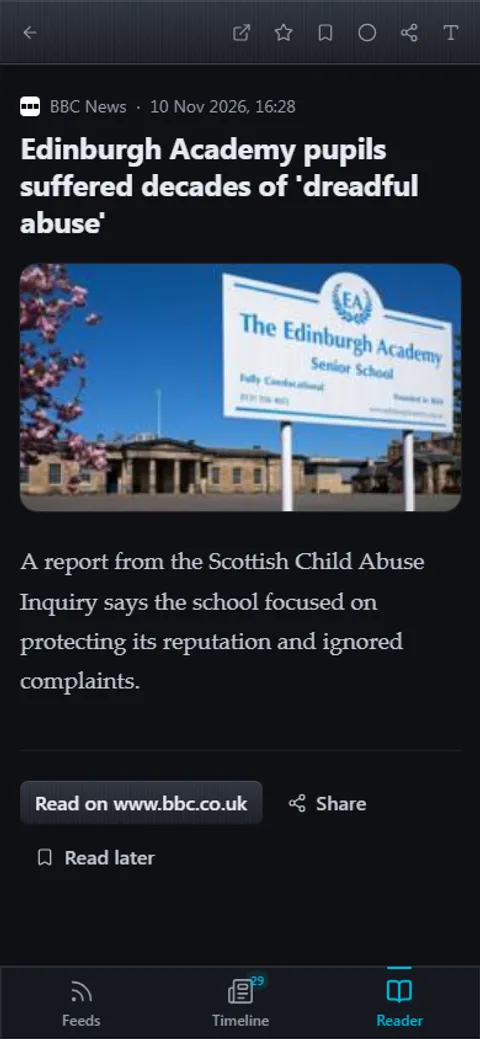 BBC News · 10 Nov 2026, 16:28
Edinburgh Academy pupils
suffered decades of 'dreadful
abuse'
EA
The Edinburgh Academy
Senior School
Fully Coeducational
A report from the Scottish Child Abuse
Inquiry says the school focused on
protecting its reputation and ignored
complaints.
Read on www.bbc.co.uk
Share
Read later
29
Feeds
Timeline
Reader